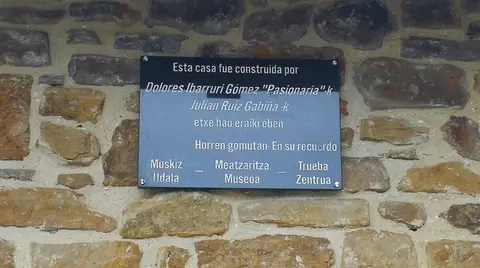 Esta casa fue construida por
Dolores Ibarruri Gómez "Pasionaria"-k
Julian Ruiz Gabiña-k
etxe hau eraiki eben
Horren gomutan-En su recuerdo
Muskiz — Meatzaritza — Trueba
Udala Museoa Zentrua